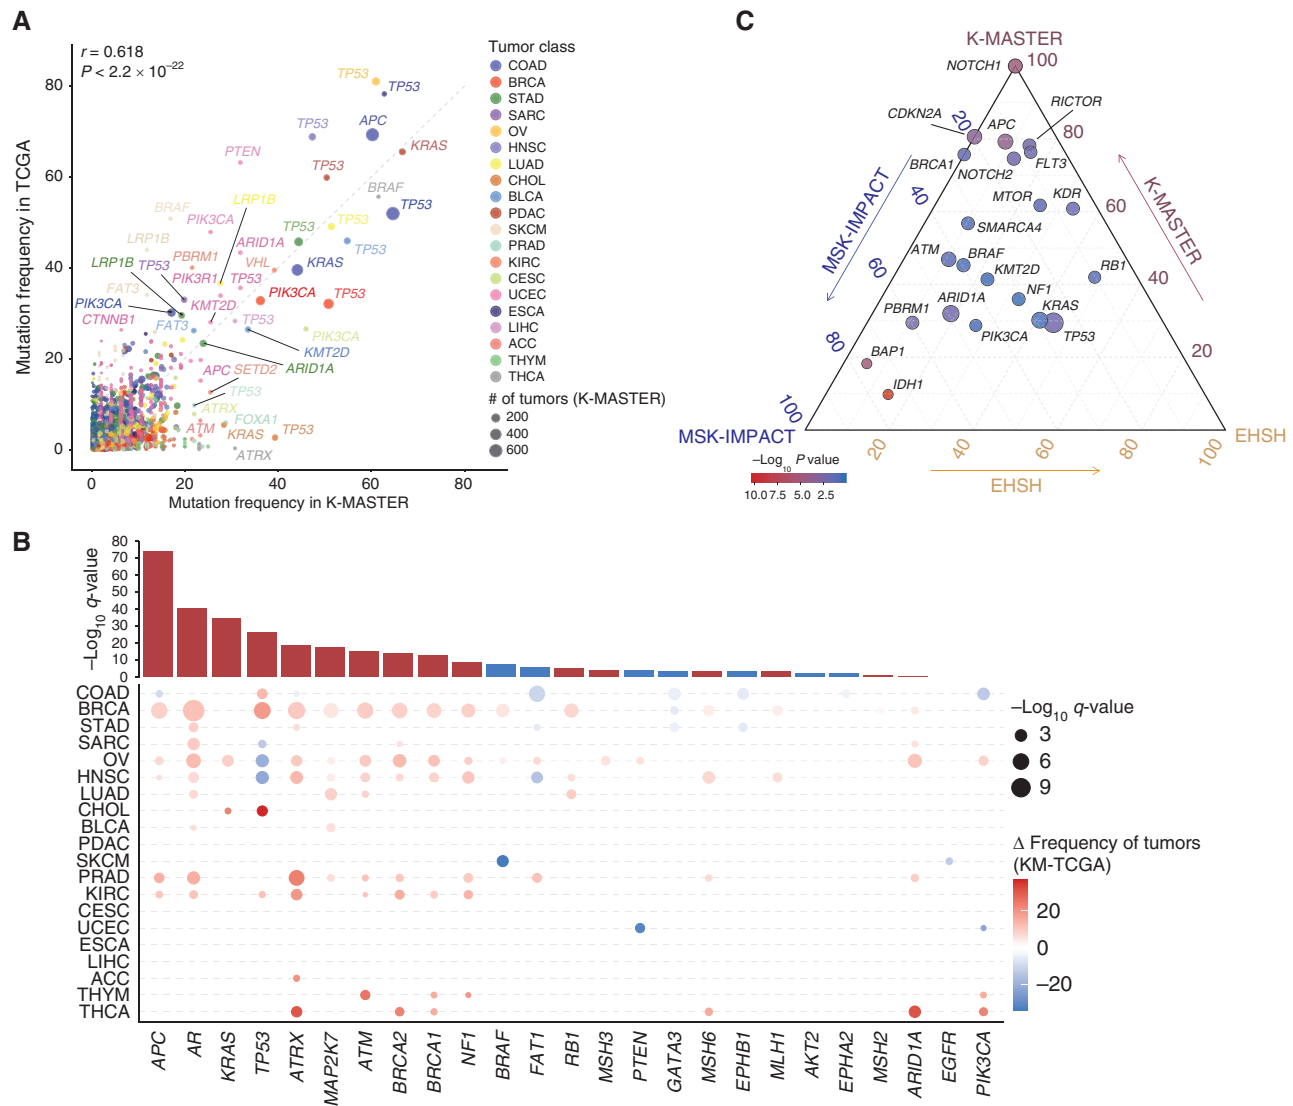 A
r = 0.618
P < 2.2 × 10−22
Mutation frequency in TCGA
80
60
40
20
0
0
20
40
60
80
Mutation frequency in K-MASTER
TP53
TP53
TP53
APC
KRAS
PTEN
TP53
BRAF
LRP1B
TP53
BRAF
PIK3CA
TP53
TP53
TP53
LRP1B
ARID1A
LRP1B
TP53
PBRM1
VHL
KRAS
FAT3
PIK3R1
TP53
PIK3CA
KMT2D
PIK3CA
TP53
CTNNB1
FAT3
TP53
PIK3CA
KMT2D
APC
SETD2
ARID1A
TP53
ATRX
FOXA1
ATM
KRAS
TP53
ATRX
Tumor class
COAD
BRCA
STAD
SARC
OV
HNSC
LUAD
CHOL
BLCA
PDAC
SKCM
PRAD
KIRC
CESC
UCEC
ESCA
LIHC
ACC
THYM
THCA
# of tumors (K-MASTER)
200
400
600
C
K-MASTER
100
NOTCH1
RICTOR
CDKN2A
20
APC
80
BRCA1
NOTCH2
FLT3
MSK-IMPACT
40
MTOR
KDR
60
K-MASTER
SMARCA4
ATM
BRAF
60
KMT2D
RB1
40
NF1
PBRM1
ARID1A
KRAS
80
PIK3CA
TP53
20
BAP1
IDH1
100
MSK-IMPACT
EHSH
20
40
60
80
100
EHSH
−Log10 P value
10.0
7.5
5.0
2.5
B
−Log10 q-value
80
70
60
50
40
30
20
10
0
COAD
BRCA
STAD
SARC
OV
HNSC
LUAD
CHOL
BLCA
PDAC
SKCM
PRAD
KIRC
CESC
UCEC
ESCA
LIHC
ACC
THYM
THCA
APC
AR
KRAS
TP53
ATRX
MAP2K7
ATM
BRCA2
BRCA1
NF1
BRAF
FAT1
RB1
MSH3
PTEN
GATA3
MSH6
EPHB1
MLH1
AKT2
EPHA2
MSH2
ARID1A
EGFR
PIK3CA
−Log10 q-value
3
6
9
Δ Frequency of tumors
(KM-TCGA)
20
0
−20